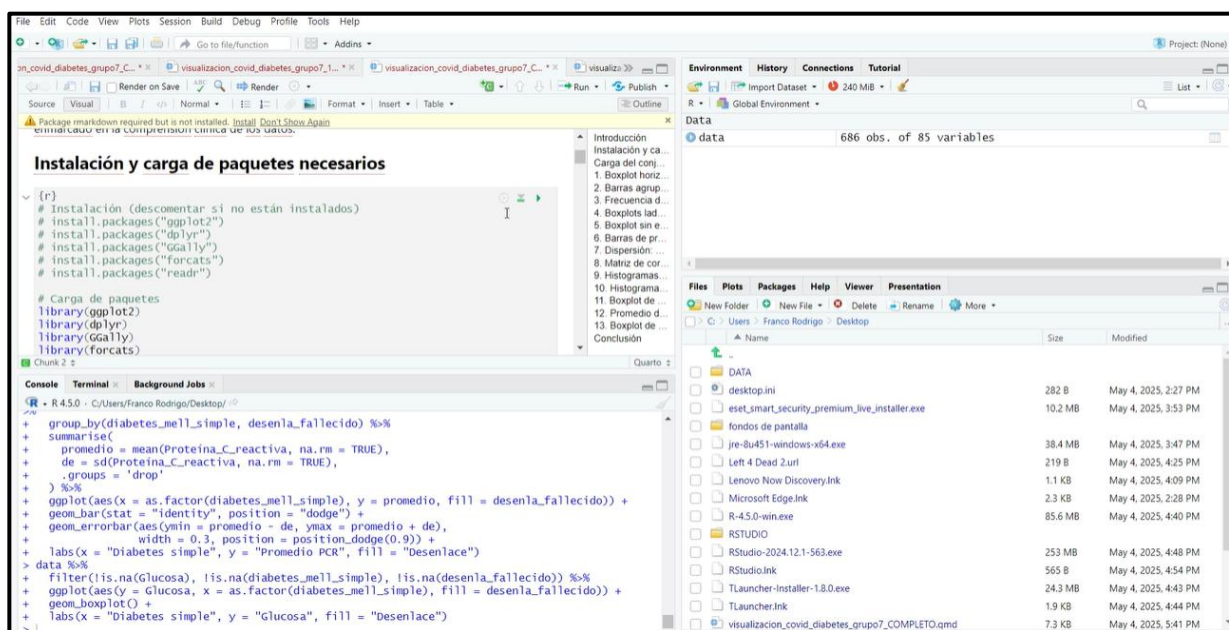 File Edit Code View Plots Session Build Debug Profile Tools Help
Go to file/function Addins Project: (None)
on_covid_diabetes_grupo7_C... * visualizacion_covid_diabetes_grupo7_1... * visualizacion_covid_diabetes_grupo7_C... * visualiza
Render on Save Render Run Publish
Source Visual B I </> Normal Format Insert Table Outline
Package rmarkdown required but is not installed. Install Don't Show Again
enmarcado en la comprensión clínica de los datos.
Instalación y carga de paquetes necesarios
{r}
# Instalación (descomentar si no están instalados)
# install.packages("ggplot2")
# install.packages("dplyr")
# install.packages("GGally")
# install.packages("forcats")
# install.packages("readr")
# Carga de paquetes
library(ggplot2)
library(dplyr)
library(GGally)
library(forcats)
Chunk 2 Quarto
Introducción
Instalación y ca...
Carga del conj...
1. Boxplot horiz...
2. Barras agrup...
3. Frecuencia d...
4. Boxplots lad...
5. Boxplot sin e...
6. Barras de pr...
7. Dispersión: ...
8. Matriz de cor...
9. Histogramas...
10. Histograma...
11. Boxplot de ...
12. Promedio d...
13. Boxplot de ...
Conclusión
Console Terminal Background Jobs
R 4.5.0 · C:/Users/Franco Rodrigo/Desktop/
+ group_by(diabetes_mell_simple, desenla_fallecido) %>%
+ summarise(
+ promedio = mean(Proteína_C_reactiva, na.rm = TRUE),
+ de = sd(Proteína_C_reactiva, na.rm = TRUE),
+ .groups = 'drop'
+ ) %>%
+ ggplot(aes(x = as.factor(diabetes_mell_simple), y = promedio, fill = desenla_fallecido)) +
+ geom_bar(stat = "identity", position = "dodge") +
+ geom_errorbar(aes(ymin = promedio - de, ymax = promedio + de),
+ width = 0.3, position = position_dodge(0.9)) +
+ labs(x = "Diabetes simple", y = "Promedio PCR", fill = "Desenlace")
> data %>%
+ filter(!is.na(Glucosa), !is.na(diabetes_mell_simple), !is.na(desenla_fallecido)) %>%
+ ggplot(aes(y = Glucosa, x = as.factor(diabetes_mell_simple), fill = desenla_fallecido)) +
+ geom_boxplot() +
+ labs(x = "Diabetes simple", y = "Glucosa", fill = "Desenlace")
>
Environment History Connections Tutorial
Import Dataset 240 MiB List
R Global Environment
Data
data 686 obs. of 85 variables
Files Plots Packages Help Viewer Presentation
New Folder New File Delete Rename More
C: > Users > Franco Rodrigo > Desktop
Name Size Modified
..
DATA
desktop.ini 282 B May 4, 2025, 2:27 PM
eset_smart_security_premium_live_installer.exe 10.2 MB May 4, 2025, 3:53 PM
fondos de pantalla
jre-8u451-windows-x64.exe 38.4 MB May 4, 2025, 3:47 PM
Left 4 Dead 2.url 219 B May 4, 2025, 4:25 PM
Lenovo Now Discovery.lnk 1.1 KB May 4, 2025, 4:09 PM
Microsoft Edge.lnk 2.3 KB May 4, 2025, 2:28 PM
R-4.5.0-win.exe 85.6 MB May 4, 2025, 4:40 PM
RSTUDIO
RStudio-2024.12.1-563.exe 253 MB May 4, 2025, 4:48 PM
RStudio.lnk 565 B May 4, 2025, 4:54 PM
TLauncher-Installer-1.8.0.exe 24.3 MB May 4, 2025, 4:43 PM
TLauncher.lnk 1.9 KB May 4, 2025, 4:44 PM
visualizacion_covid_diabetes_grupo7_COMPLETO.qmd 7.3 KB May 4, 2025, 5:41 PM